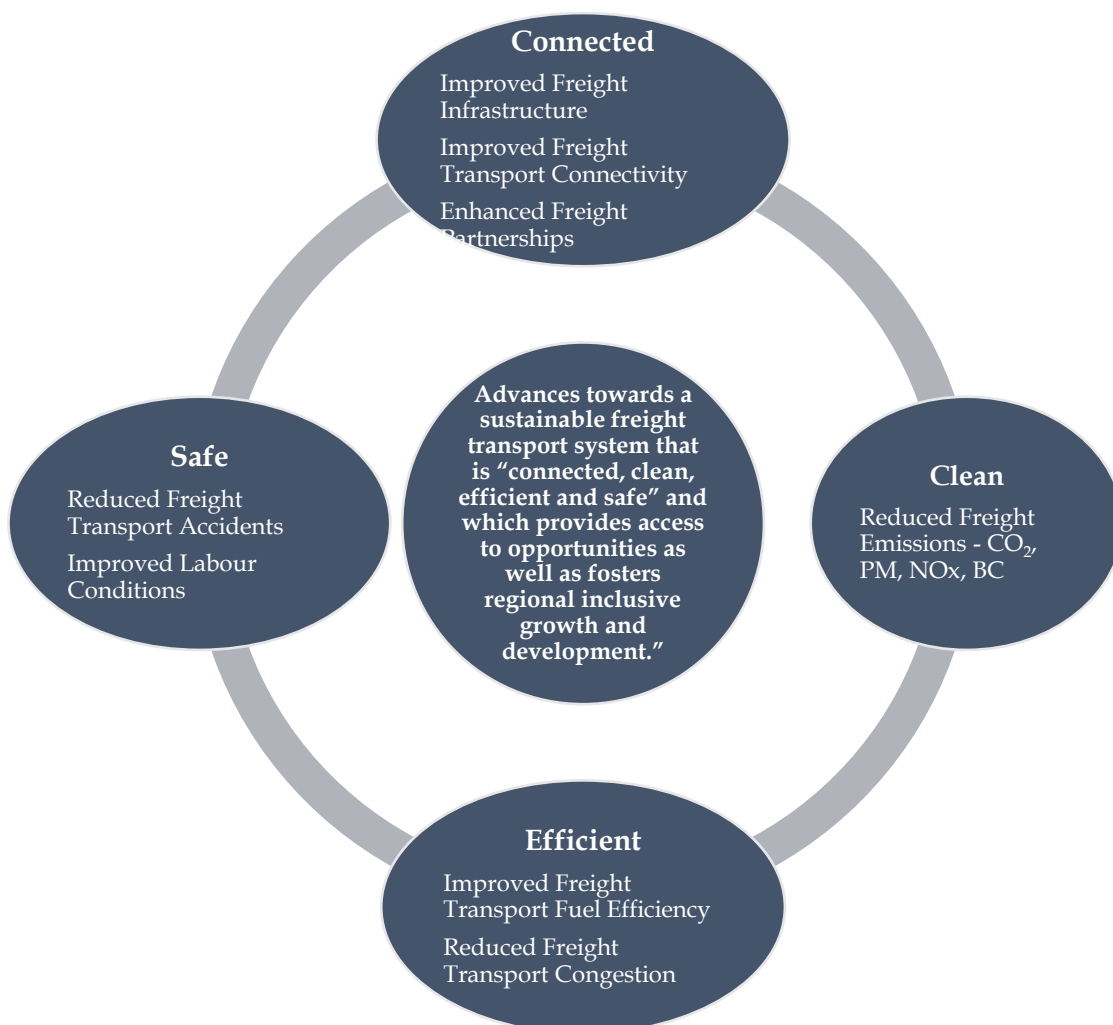 Connected
Improved Freight
Infrastructure
Improved Freight
Transport Connectivity
Enhanced Freight
Partnerships
Advances towards a
sustainable freight
transport system that
is “connected, clean,
efficient and safe” and
which provides access
to opportunities as
well as fosters
regional inclusive
growth and
development.”
Safe
Reduced Freight
Transport Accidents
Improved Labour
Conditions
Clean
Reduced Freight
Emissions - CO₂,
PM, NOx, BC
Efficient
Improved Freight
Transport Fuel Efficiency
Reduced Freight
Transport Congestion